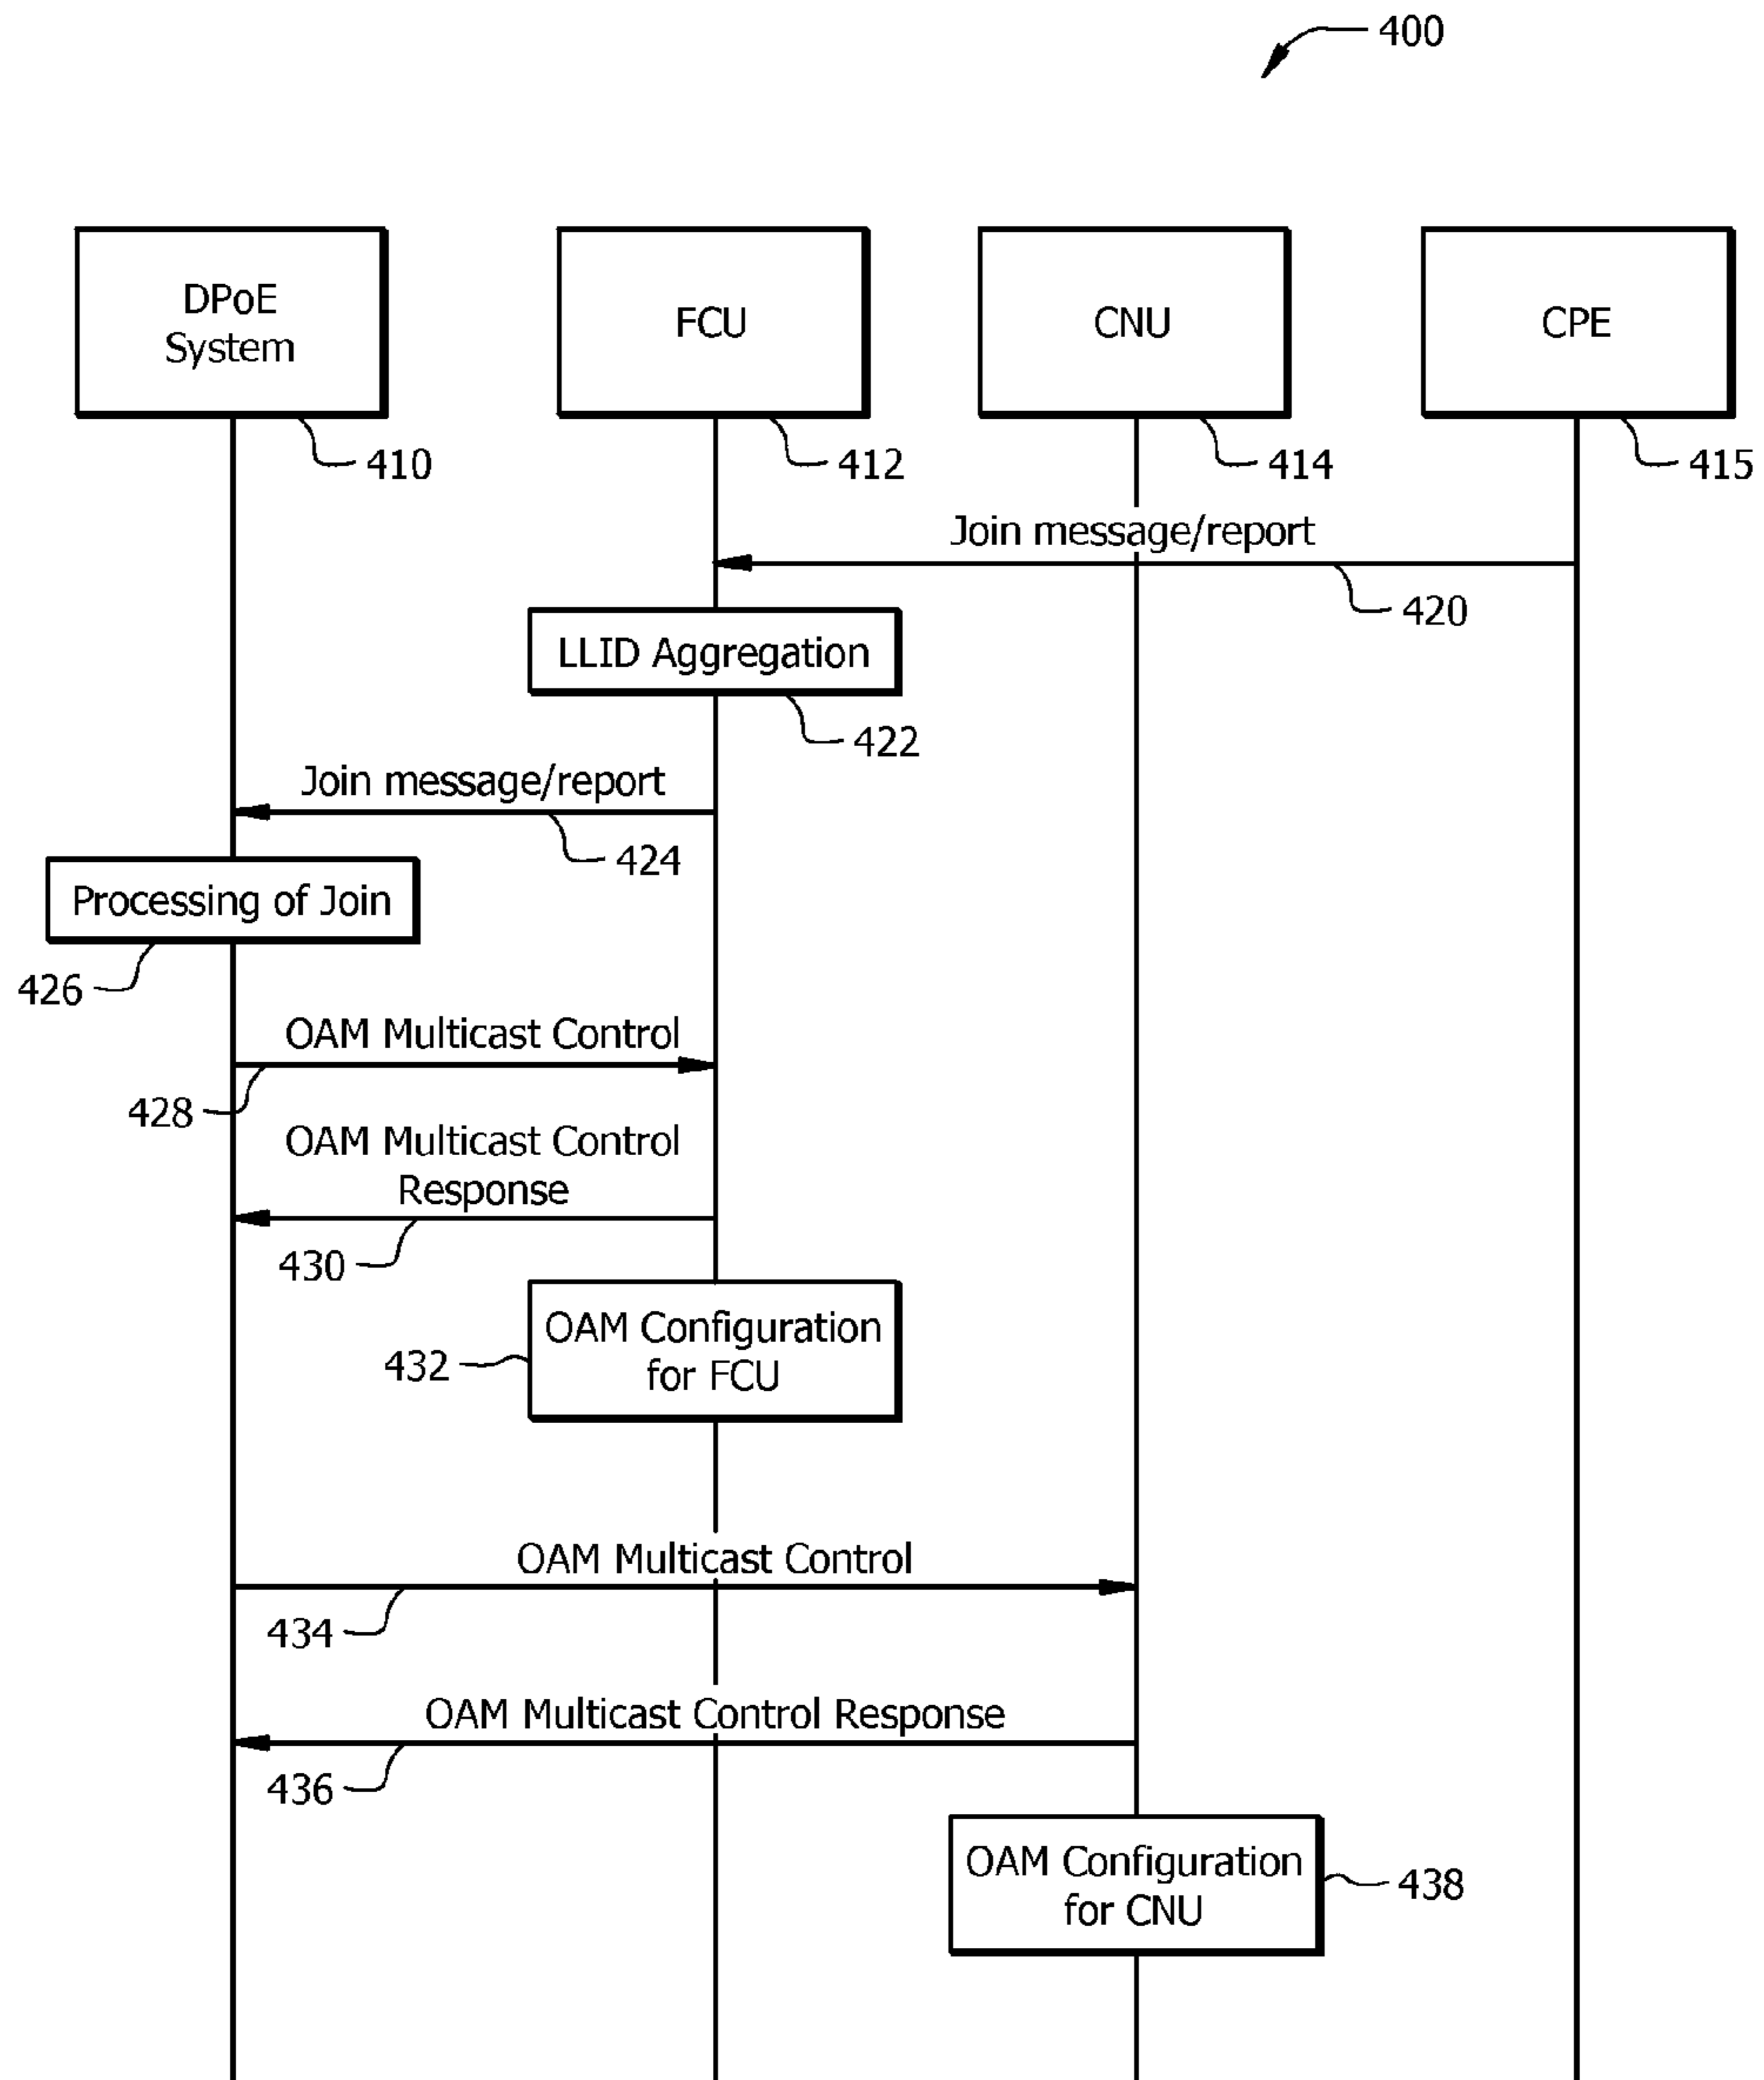 400
DPoE
System
FCU
CNU
CPE
410
412
414
415
Join message/report
420
LLID Aggregation
422
Join message/report
424
Processing of Join
426
OAM Multicast Control
428
OAM Multicast Control
Response
430
OAM Configuration
for FCU
432
OAM Multicast Control
434
OAM Multicast Control Response
436
OAM Configuration
for CNU
438